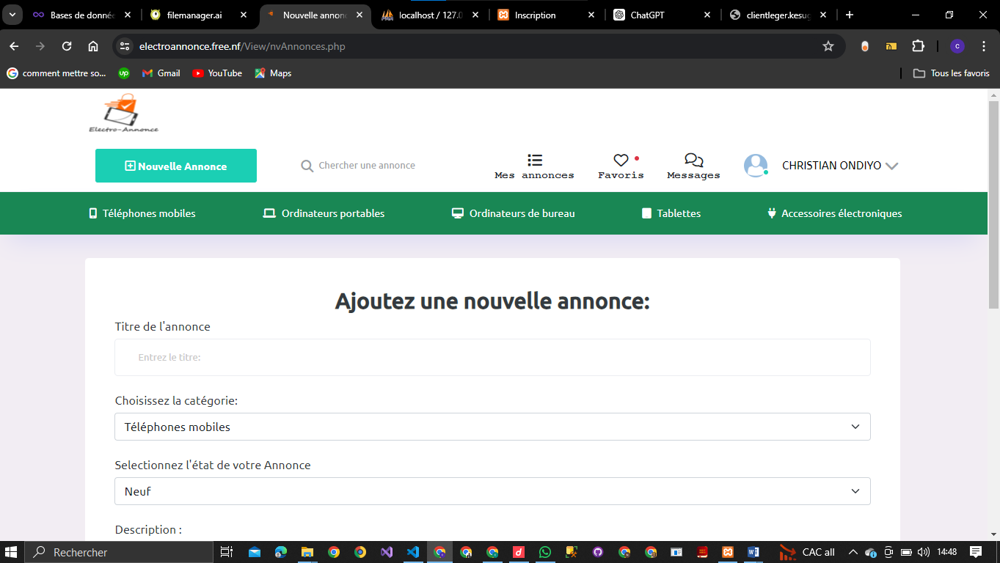 Bases de donnée
filemanager.ai
Nouvelle annonc
localhost / 127.0
Inscription
ChatGPT
clientleger.kesug
electroannonce.free.nf/View/nvAnnonces.php
c
comment mettre so...
up
Gmail
YouTube
Maps
Tous les favoris
Electro-Annonce
Nouvelle Annonce
Chercher une annonce
Mes annonces
Favoris
Messages
CHRISTIAN ONDIYO
Téléphones mobiles
Ordinateurs portables
Ordinateurs de bureau
Tablettes
Accessoires électroniques
Ajoutez une nouvelle annonce:
Titre de l'annonce
Entrez le titre:
Choisissez la catégorie:
Téléphones mobiles
Selectionnez l'état de votre Annonce
Neuf
Description :
Rechercher
CAC all
14:48